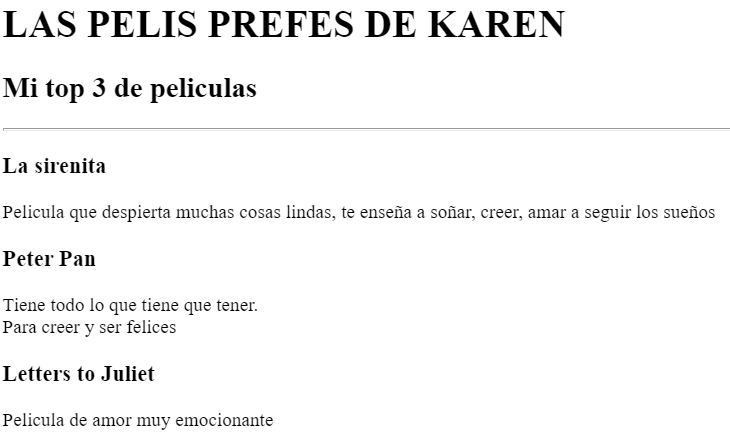 LAS PELIS PREFES DE KAREN
Mi top 3 de peliculas
La sirenita
Pelicula que despierta muchas cosas lindas, te enseña a soñar, creer, amar a seguir los sueños
Peter Pan
Tiene todo lo que tiene que tener.
Para creer y ser felices
Letters to Juliet
Pelicula de amor muy emocionante